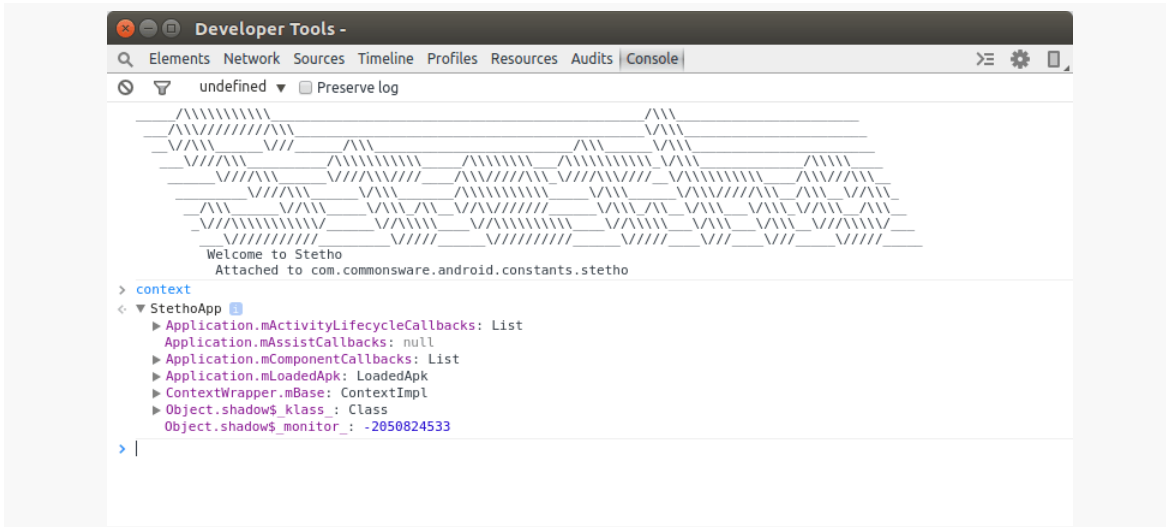 Developer Tools -
Elements Network Sources Timeline Profiles Resources Audits Console
undefined ▼ Preserve log
Welcome to Stetho
Attached to com.commonsware.android.constants.stetho
> context
▼ StethoApp i
▶ Application.mActivityLifecycleCallbacks: List
Application.mAssistCallbacks: null
▶ Application.mComponentCallbacks: List
▶ Application.mLoadedApk: LoadedApk
▶ ContextWrapper.mBase: ContextImpl
▶ Object.shadow$_klass_: Class
Object.shadow$_monitor_: -2050824533
>